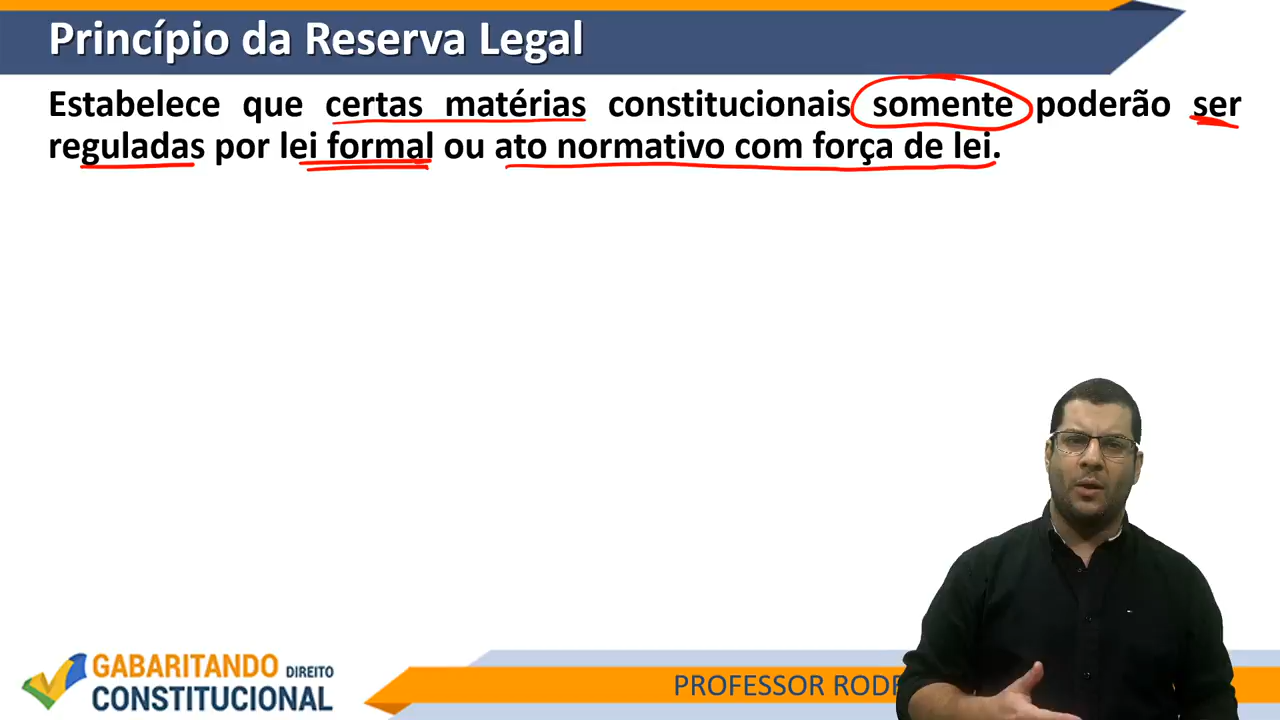 Princípio da Reserva Legal
Estabelece que certas matérias constitucionais somente poderão ser
reguladas por lei formal ou ato normativo com força de lei.
GABARITANDO DIREITO
CONSTITUCIONAL
PROFESSOR